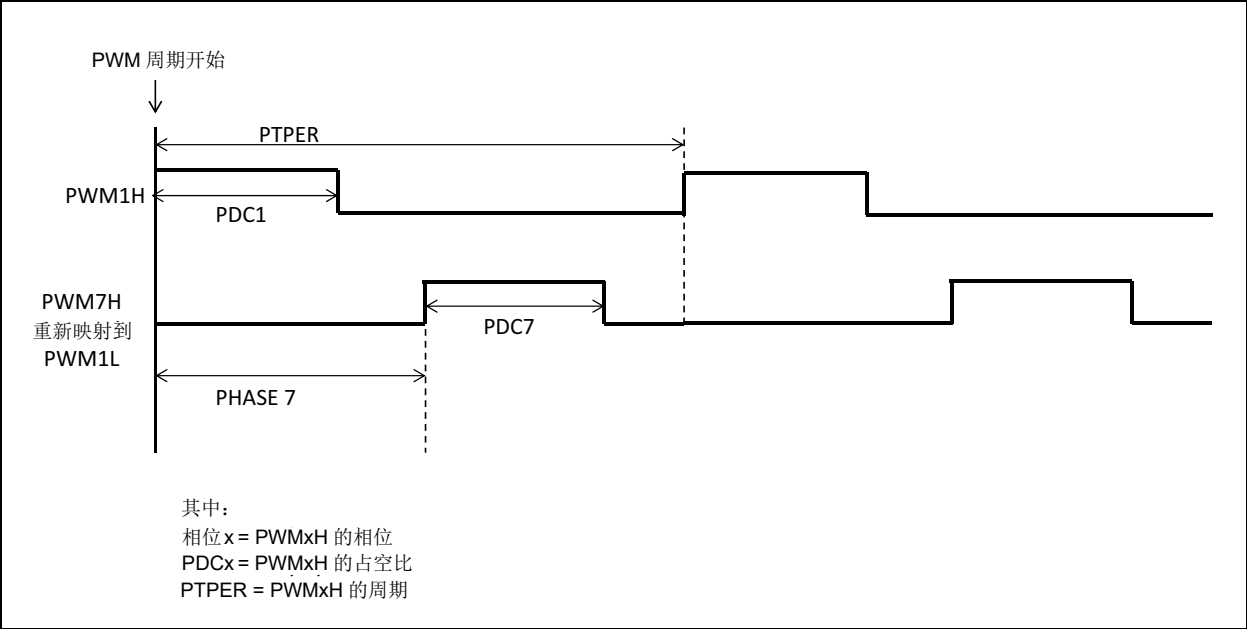 PWM 周期开始
PTPER
PWM1H
PDC1
PWM7H
重新映射到
PWM1L
PDC7
PHASE 7
其中：
相位 x = PWMxH 的相位
PDCx = PWMxH 的占空比
PTPER = PWMxH 的周期